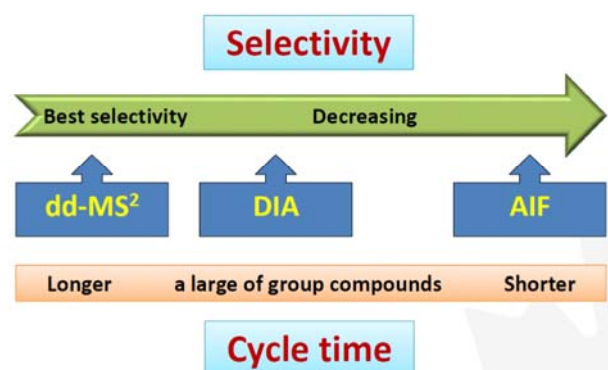 Selectivity
Best selectivity Decreasing
dd-MS² DIA AIF
Longer a large of group compounds Shorter
Cycle time